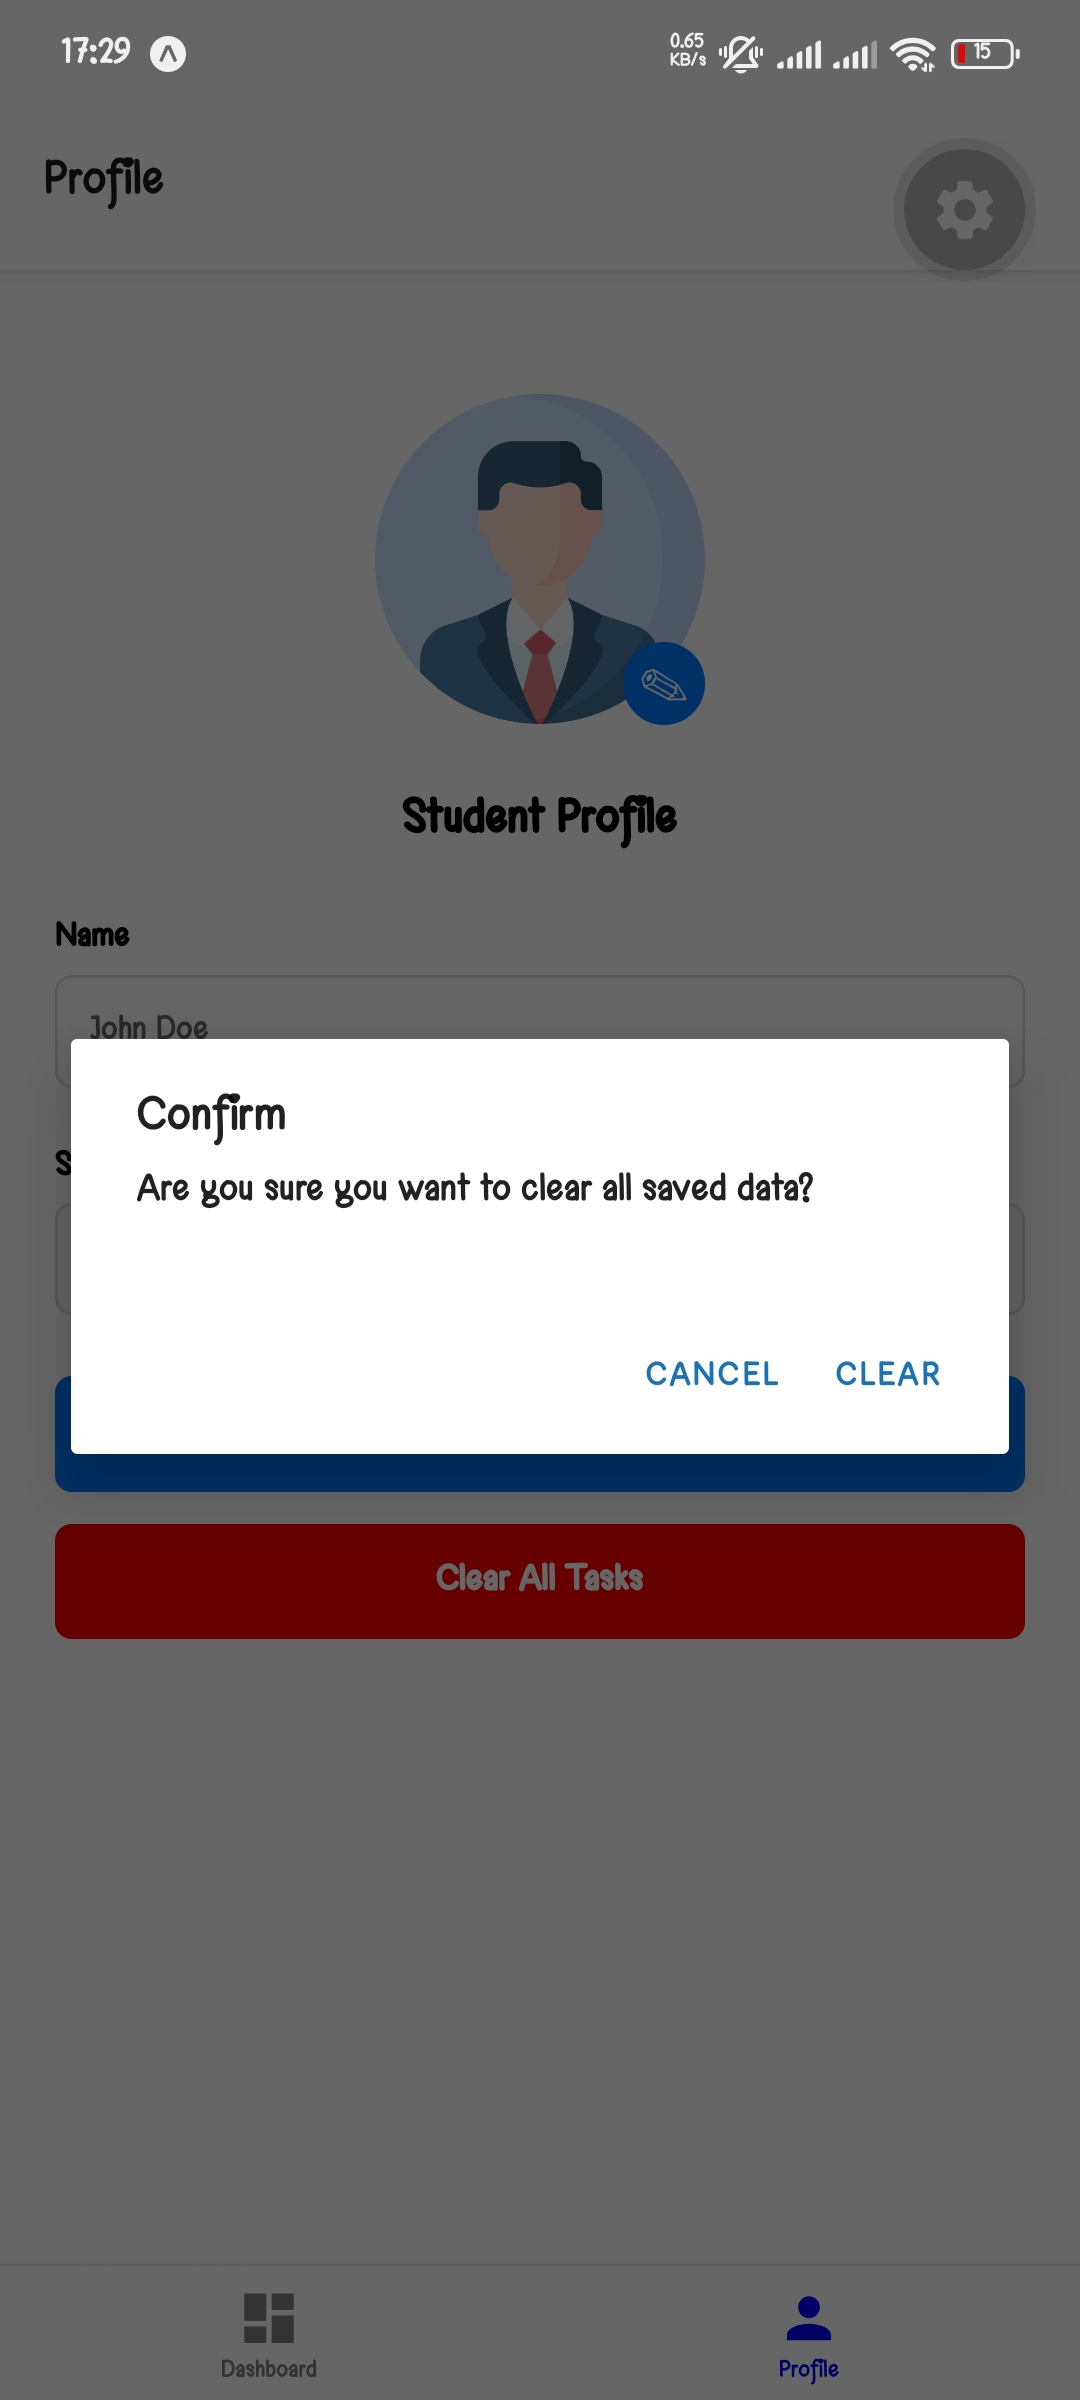 17:29
0.65
KB/s
15
Profile
Student Profile
Name
John Doe
S
Confirm
Are you sure you want to clear all saved data?
CANCEL CLEAR
Clear All Tasks
Dashboard
Profile